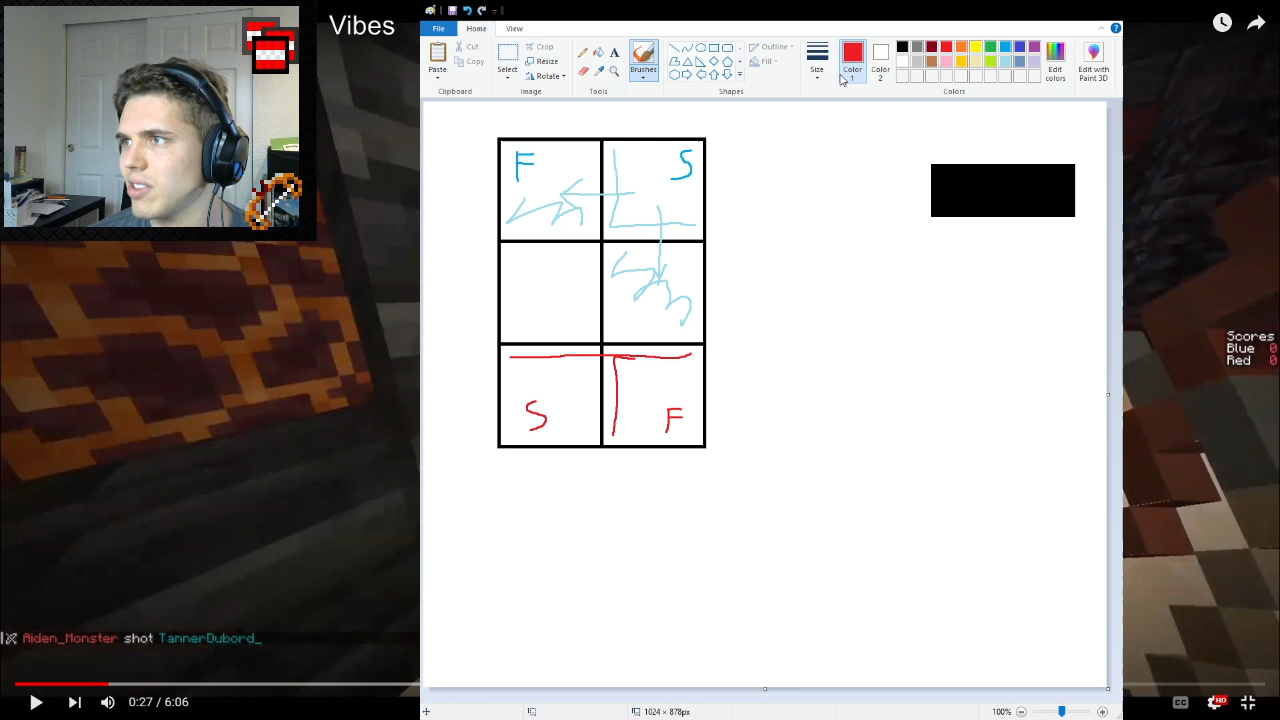 Vibes
File
Home
View
Paste
Cut
Copy
Clipboard
Select
Crop
Resize
Rotate
Image
A
Tools
Brushes
Outline
Fill
Shapes
Size
Color
1
Color
2
Edit
colors
Edit with
Paint 3D
Colors
F
S
S
F
Scores
Blue 0
Red 0
Aiden_Monster shot TannerDubord_
0:27 / 6:06
CC
HD
1024 × 878px
100%